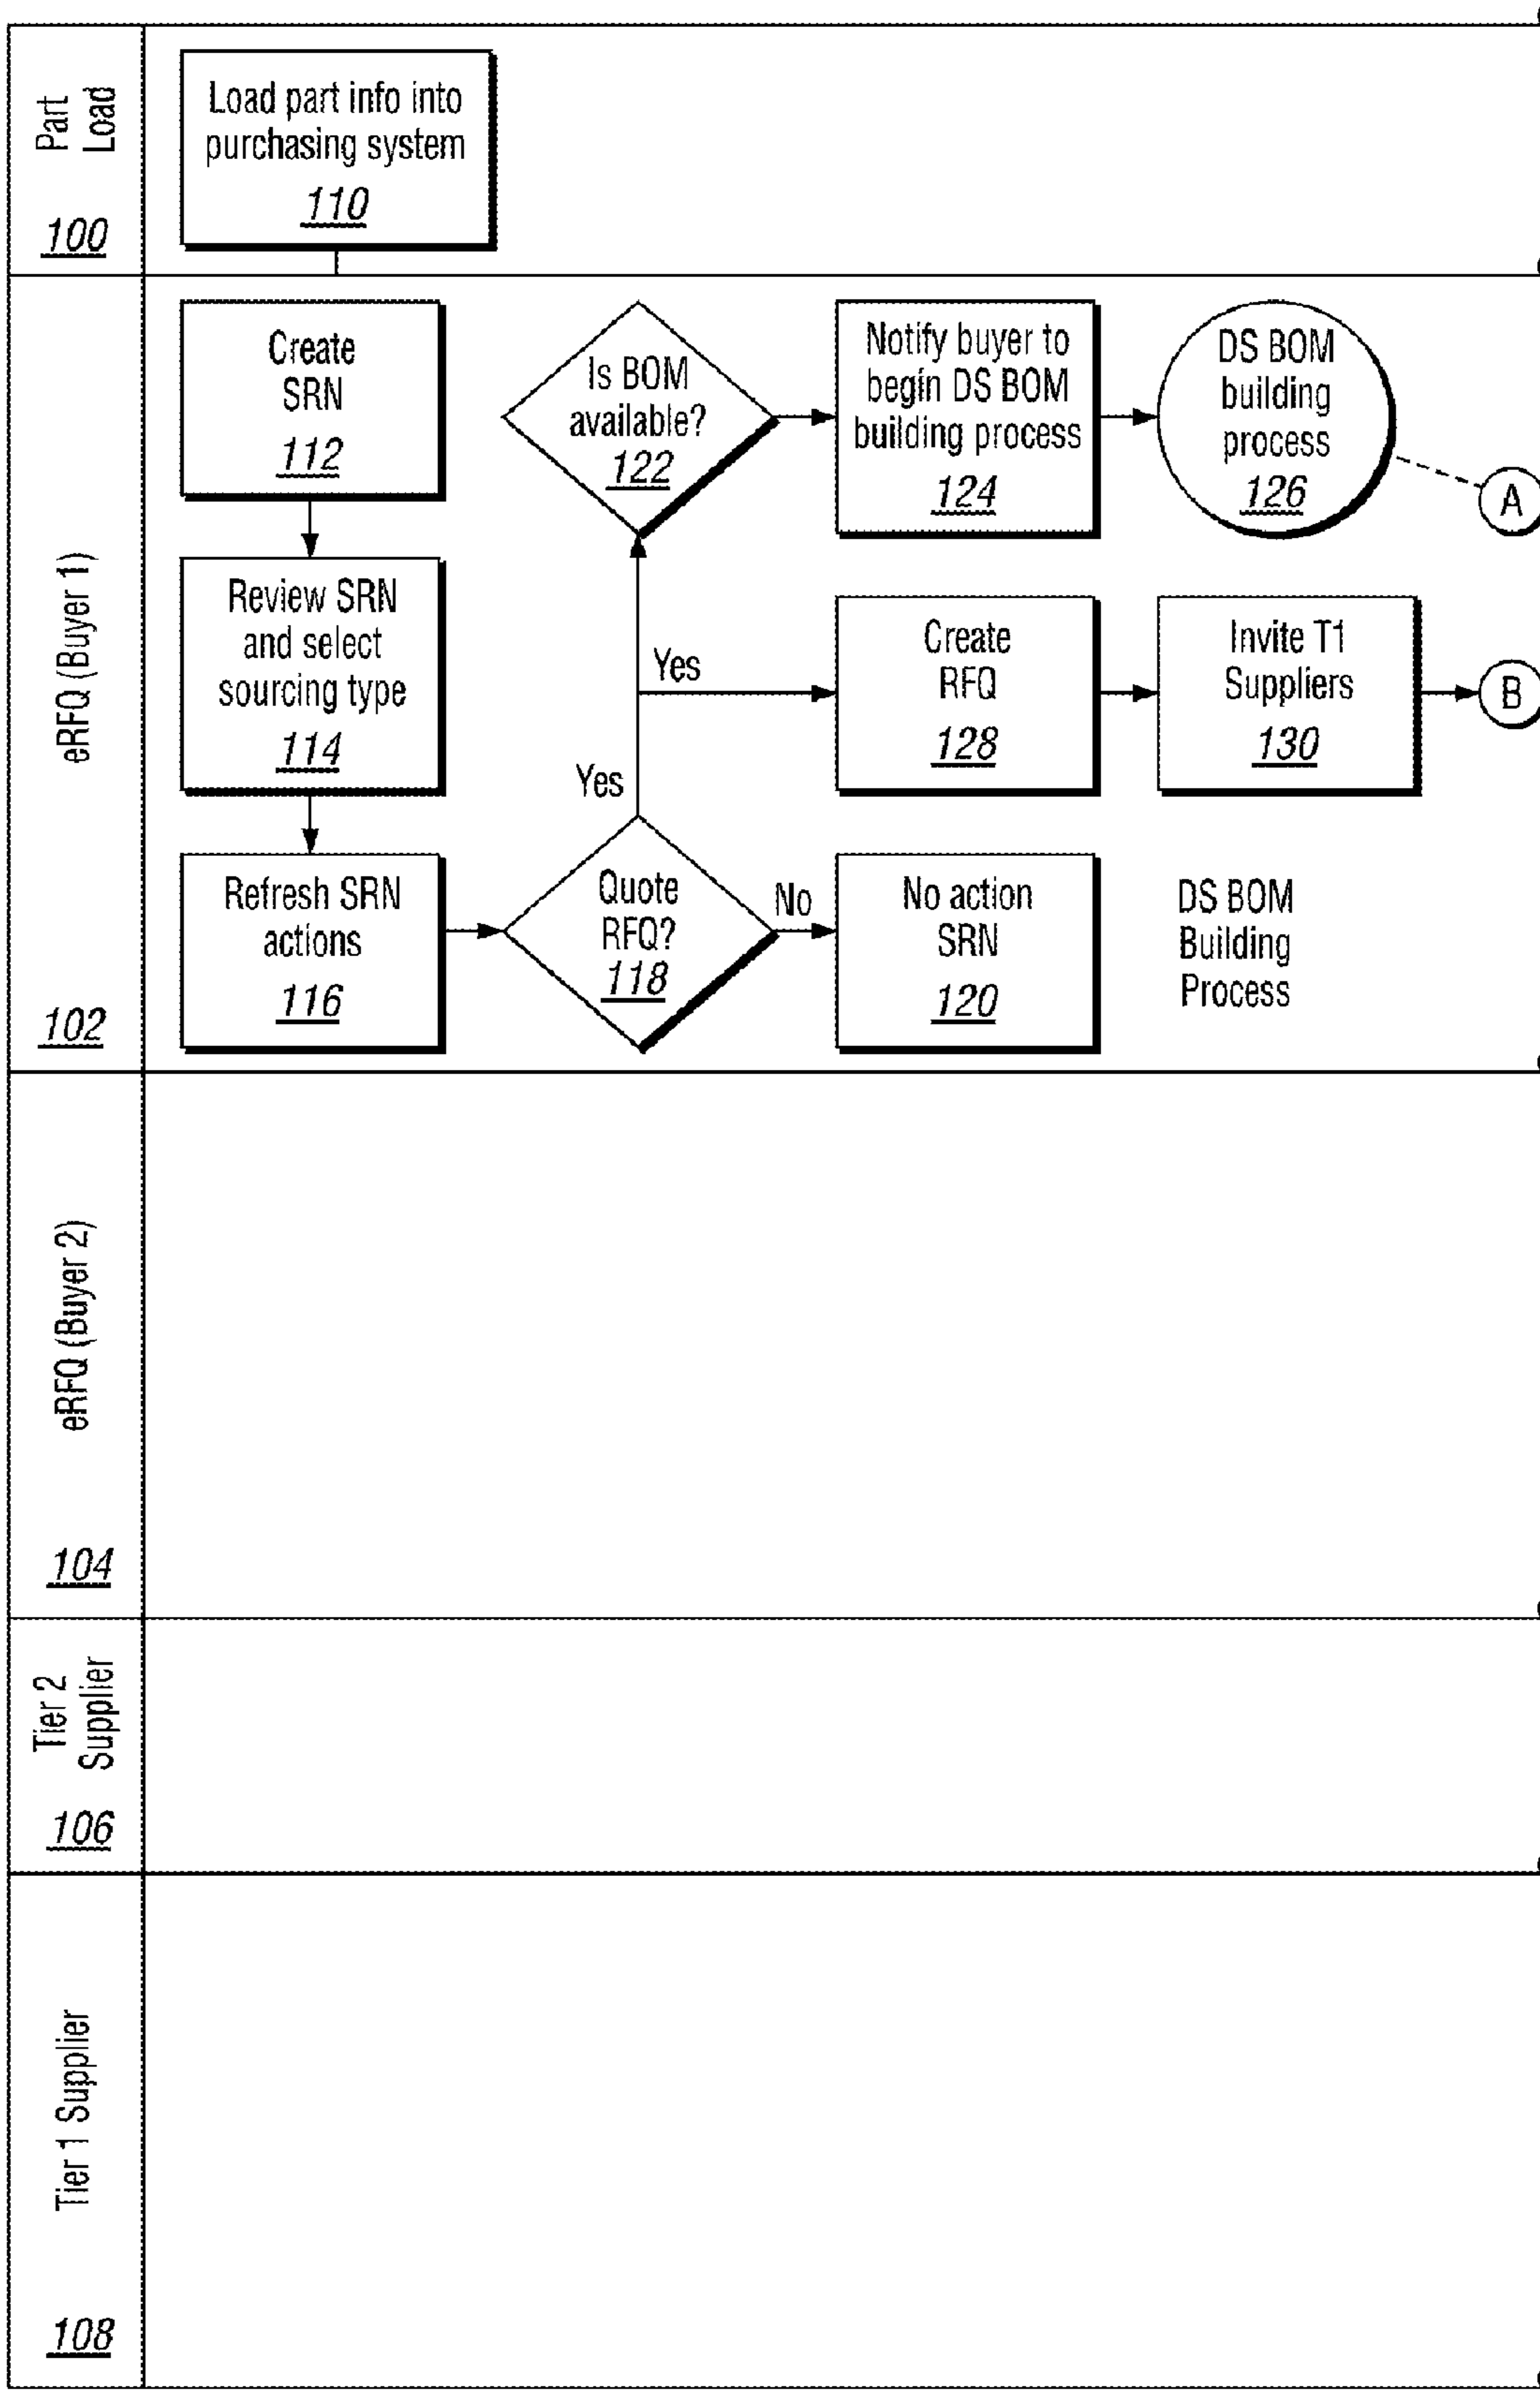 Part
Load
100
Load part info into
purchasing system
110
eRFQ (Buyer 1)
102
Create
SRN
112
Review SRN
and select
sourcing type
114
Refresh SRN
actions
116
Is BOM
available?
122
Yes
Yes
Quote
RFQ?
118
No
Notify buyer to
begin DS BOM
building process
124
DS BOM
building
process
126
A
Create
RFQ
128
Invite T1
Suppliers
130
B
No action
SRN
120
DS BOM
Building
Process
eRFQ (Buyer 2)
104
Tier 2
Supplier
106
Tier 1 Supplier
108